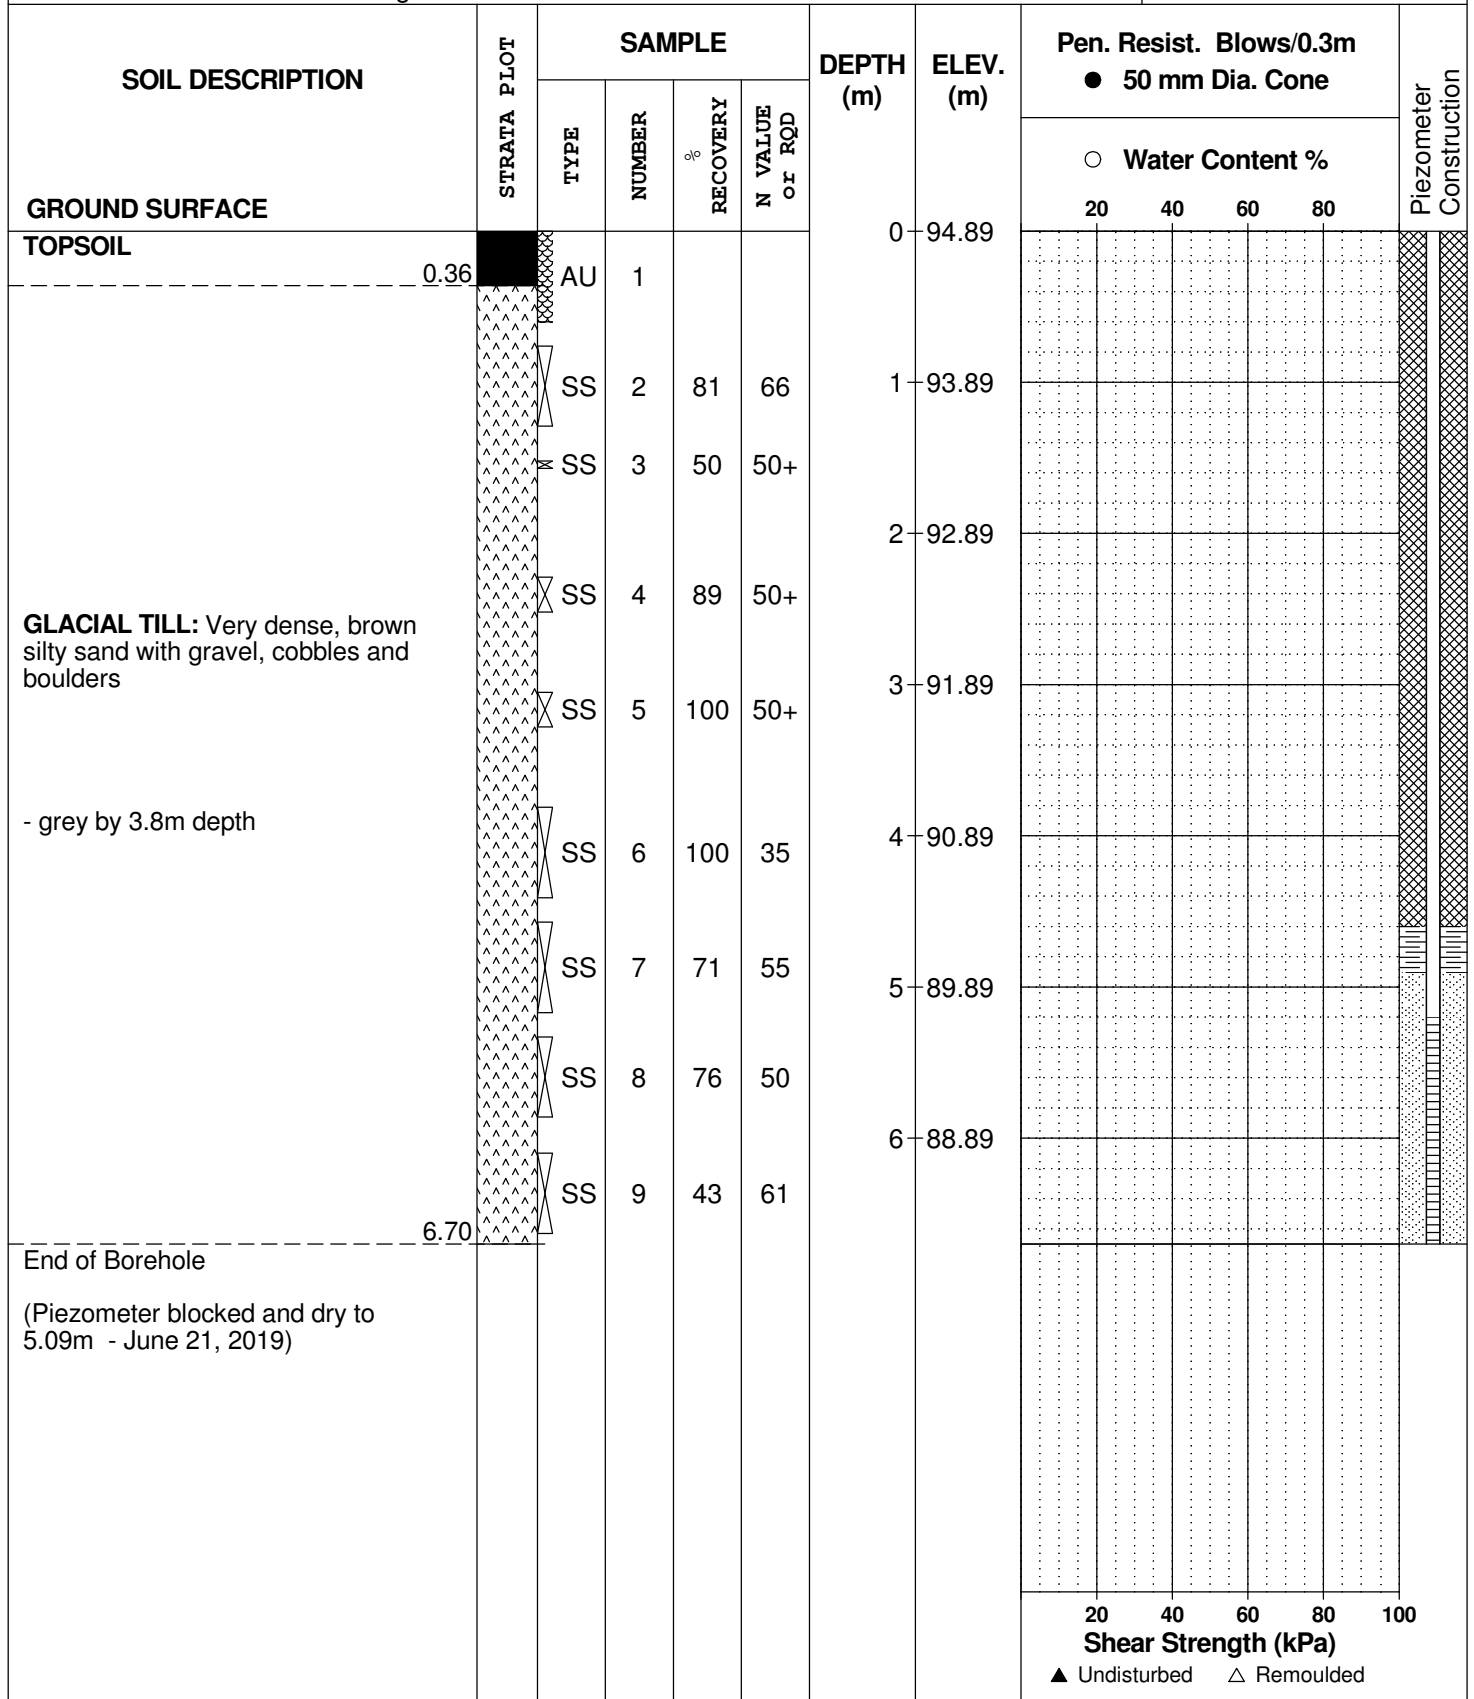 SOIL DESCRIPTION
GROUND SURFACE
STRATA PLOT
SAMPLE
TYPE
NUMBER
%
RECOVERY
N VALUE
or RQD
DEPTH
(m)
ELEV.
(m)
Pen. Resist. Blows/0.3m
● 50 mm Dia. Cone
○ Water Content %
20 40 60 80
Piezometer
Construction
TOPSOIL
0.36
AU 1
0 94.89
SS 2 81 66
1 93.89
SS 3 50 50+
2 92.89
SS 4 89 50+
GLACIAL TILL: Very dense, brown
silty sand with gravel, cobbles and
boulders
3 91.89
SS 5 100 50+
- grey by 3.8m depth
4 90.89
SS 6 100 35
SS 7 71 55
5 89.89
SS 8 76 50
6 88.89
SS 9 43 61
6.70
End of Borehole
(Piezometer blocked and dry to
5.09m - June 21, 2019)
20 40 60 80 100
Shear Strength (kPa)
▲ Undisturbed △ Remoulded